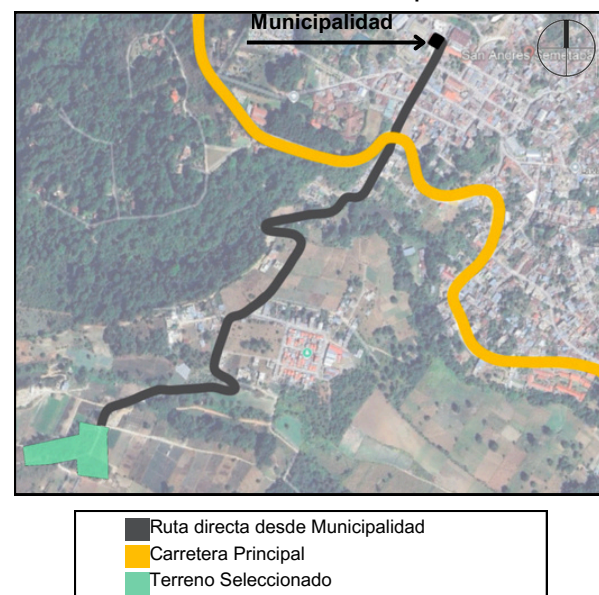 Municipalidad
San Andrés Semetabaj
Ruta directa desde Municipalidad
Carretera Principal
Terreno Seleccionado